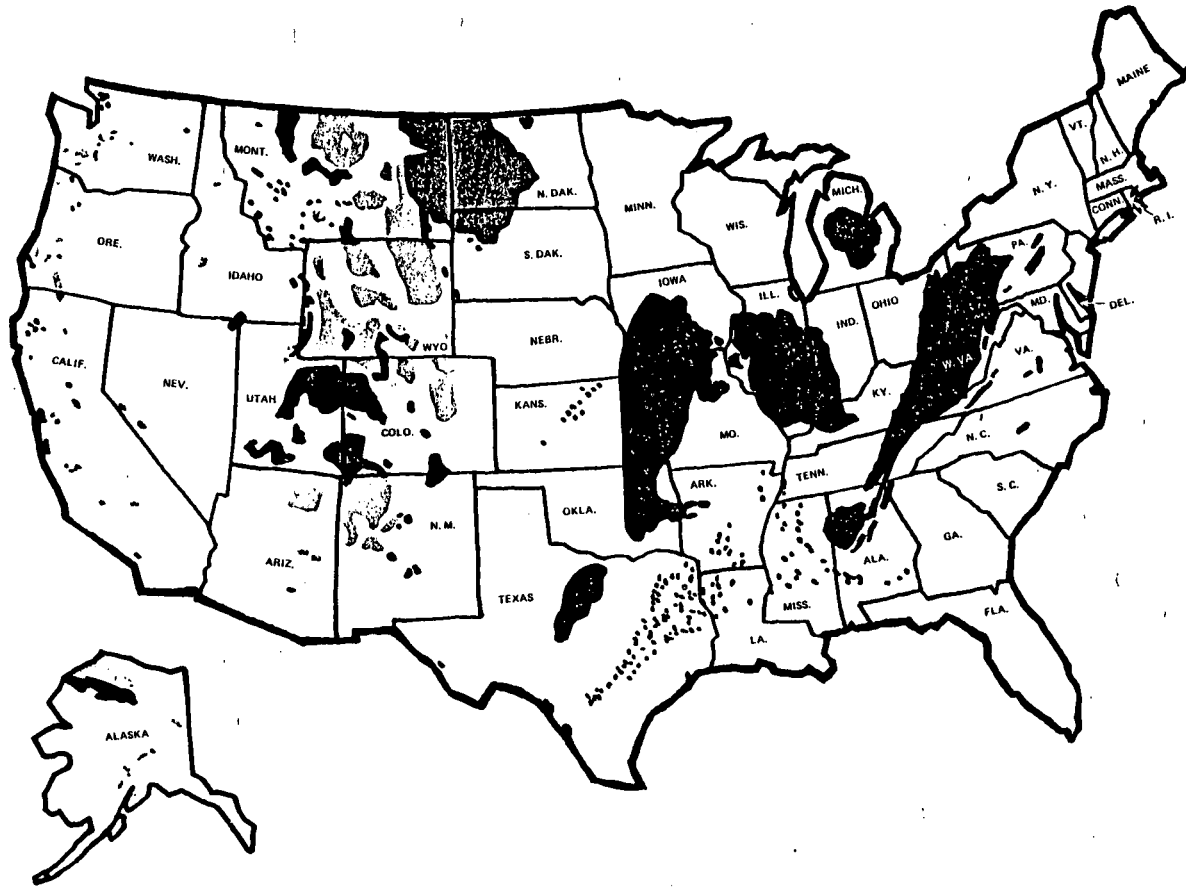 MAINE
VT.
N.H.
WASH.
MONT.
N. DAK.
MINN.
MICH.
N.Y.
MASS.
CONN
R. I.
ORE.
IDAHO
S. DAK.
WIS.
PA.
IOWA
ILL.
IND.
OHIO
MD.
DEL.
CALIF.
NEV.
UTAH
WYO
NEBR.
COLO.
KANS.
MO.
KY.
W. VA
VA.
N. C.
TENN.
ARK.
OKLA.
N. M.
ARIZ.
S. C.
GA.
ALA.
MISS.
TEXAS
LA.
FLA.
ALASKA